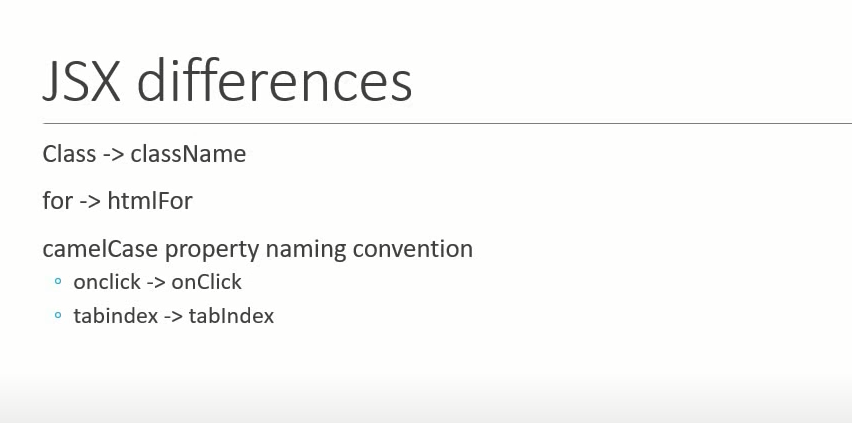 JSX differences
Class -> className
for -> htmlFor
camelCase property naming convention
onclick -> onClick
tabindex -> tabIndex